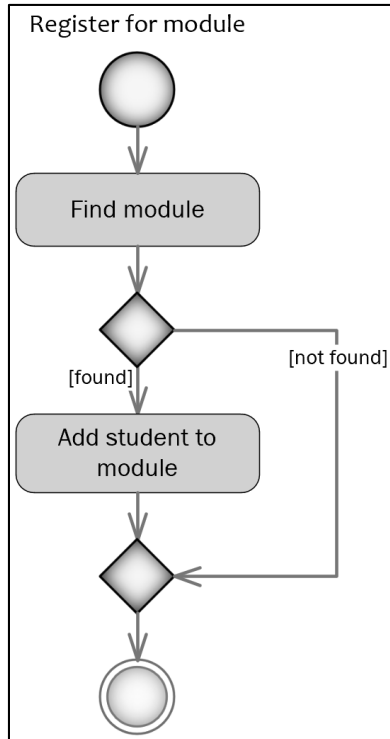 Register for module
Find module
[not found]
[found]
Add student to
module